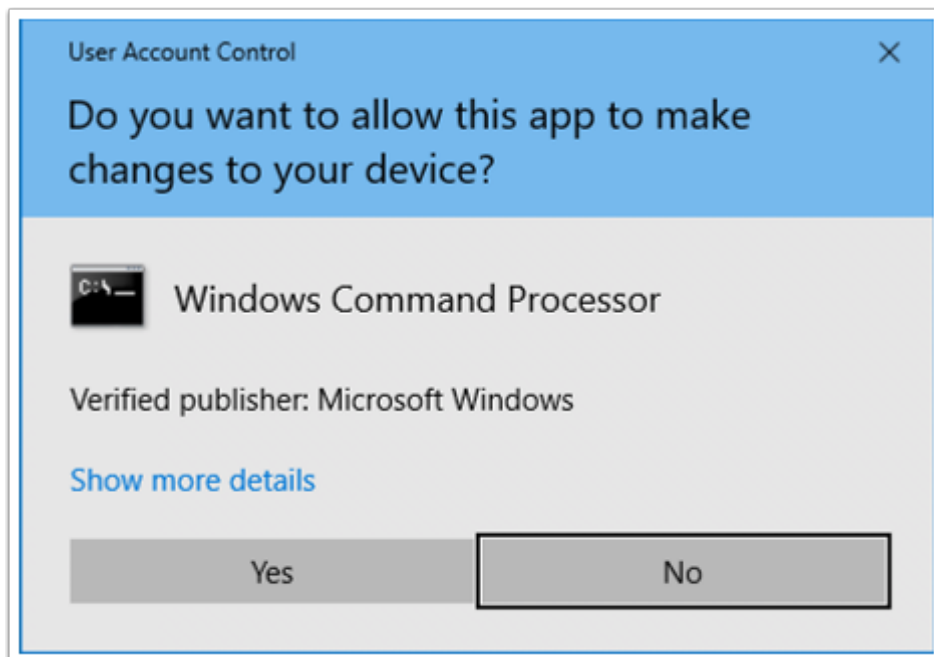 User Account Control
Do you want to allow this app to make
changes to your device?
C:\_
Windows Command Processor
Verified publisher: Microsoft Windows
Show more details
Yes
No